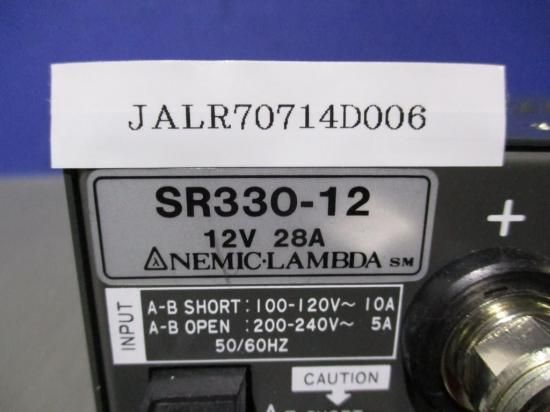 JALR70714D006
SR330-12
12V 28A
NEMIC·LAMBDA SM
+
INPUT
A-B SHORT : 100-120V~ 10A
A-B OPEN : 200-240V~ 5A
50/60HZ
CAUTION